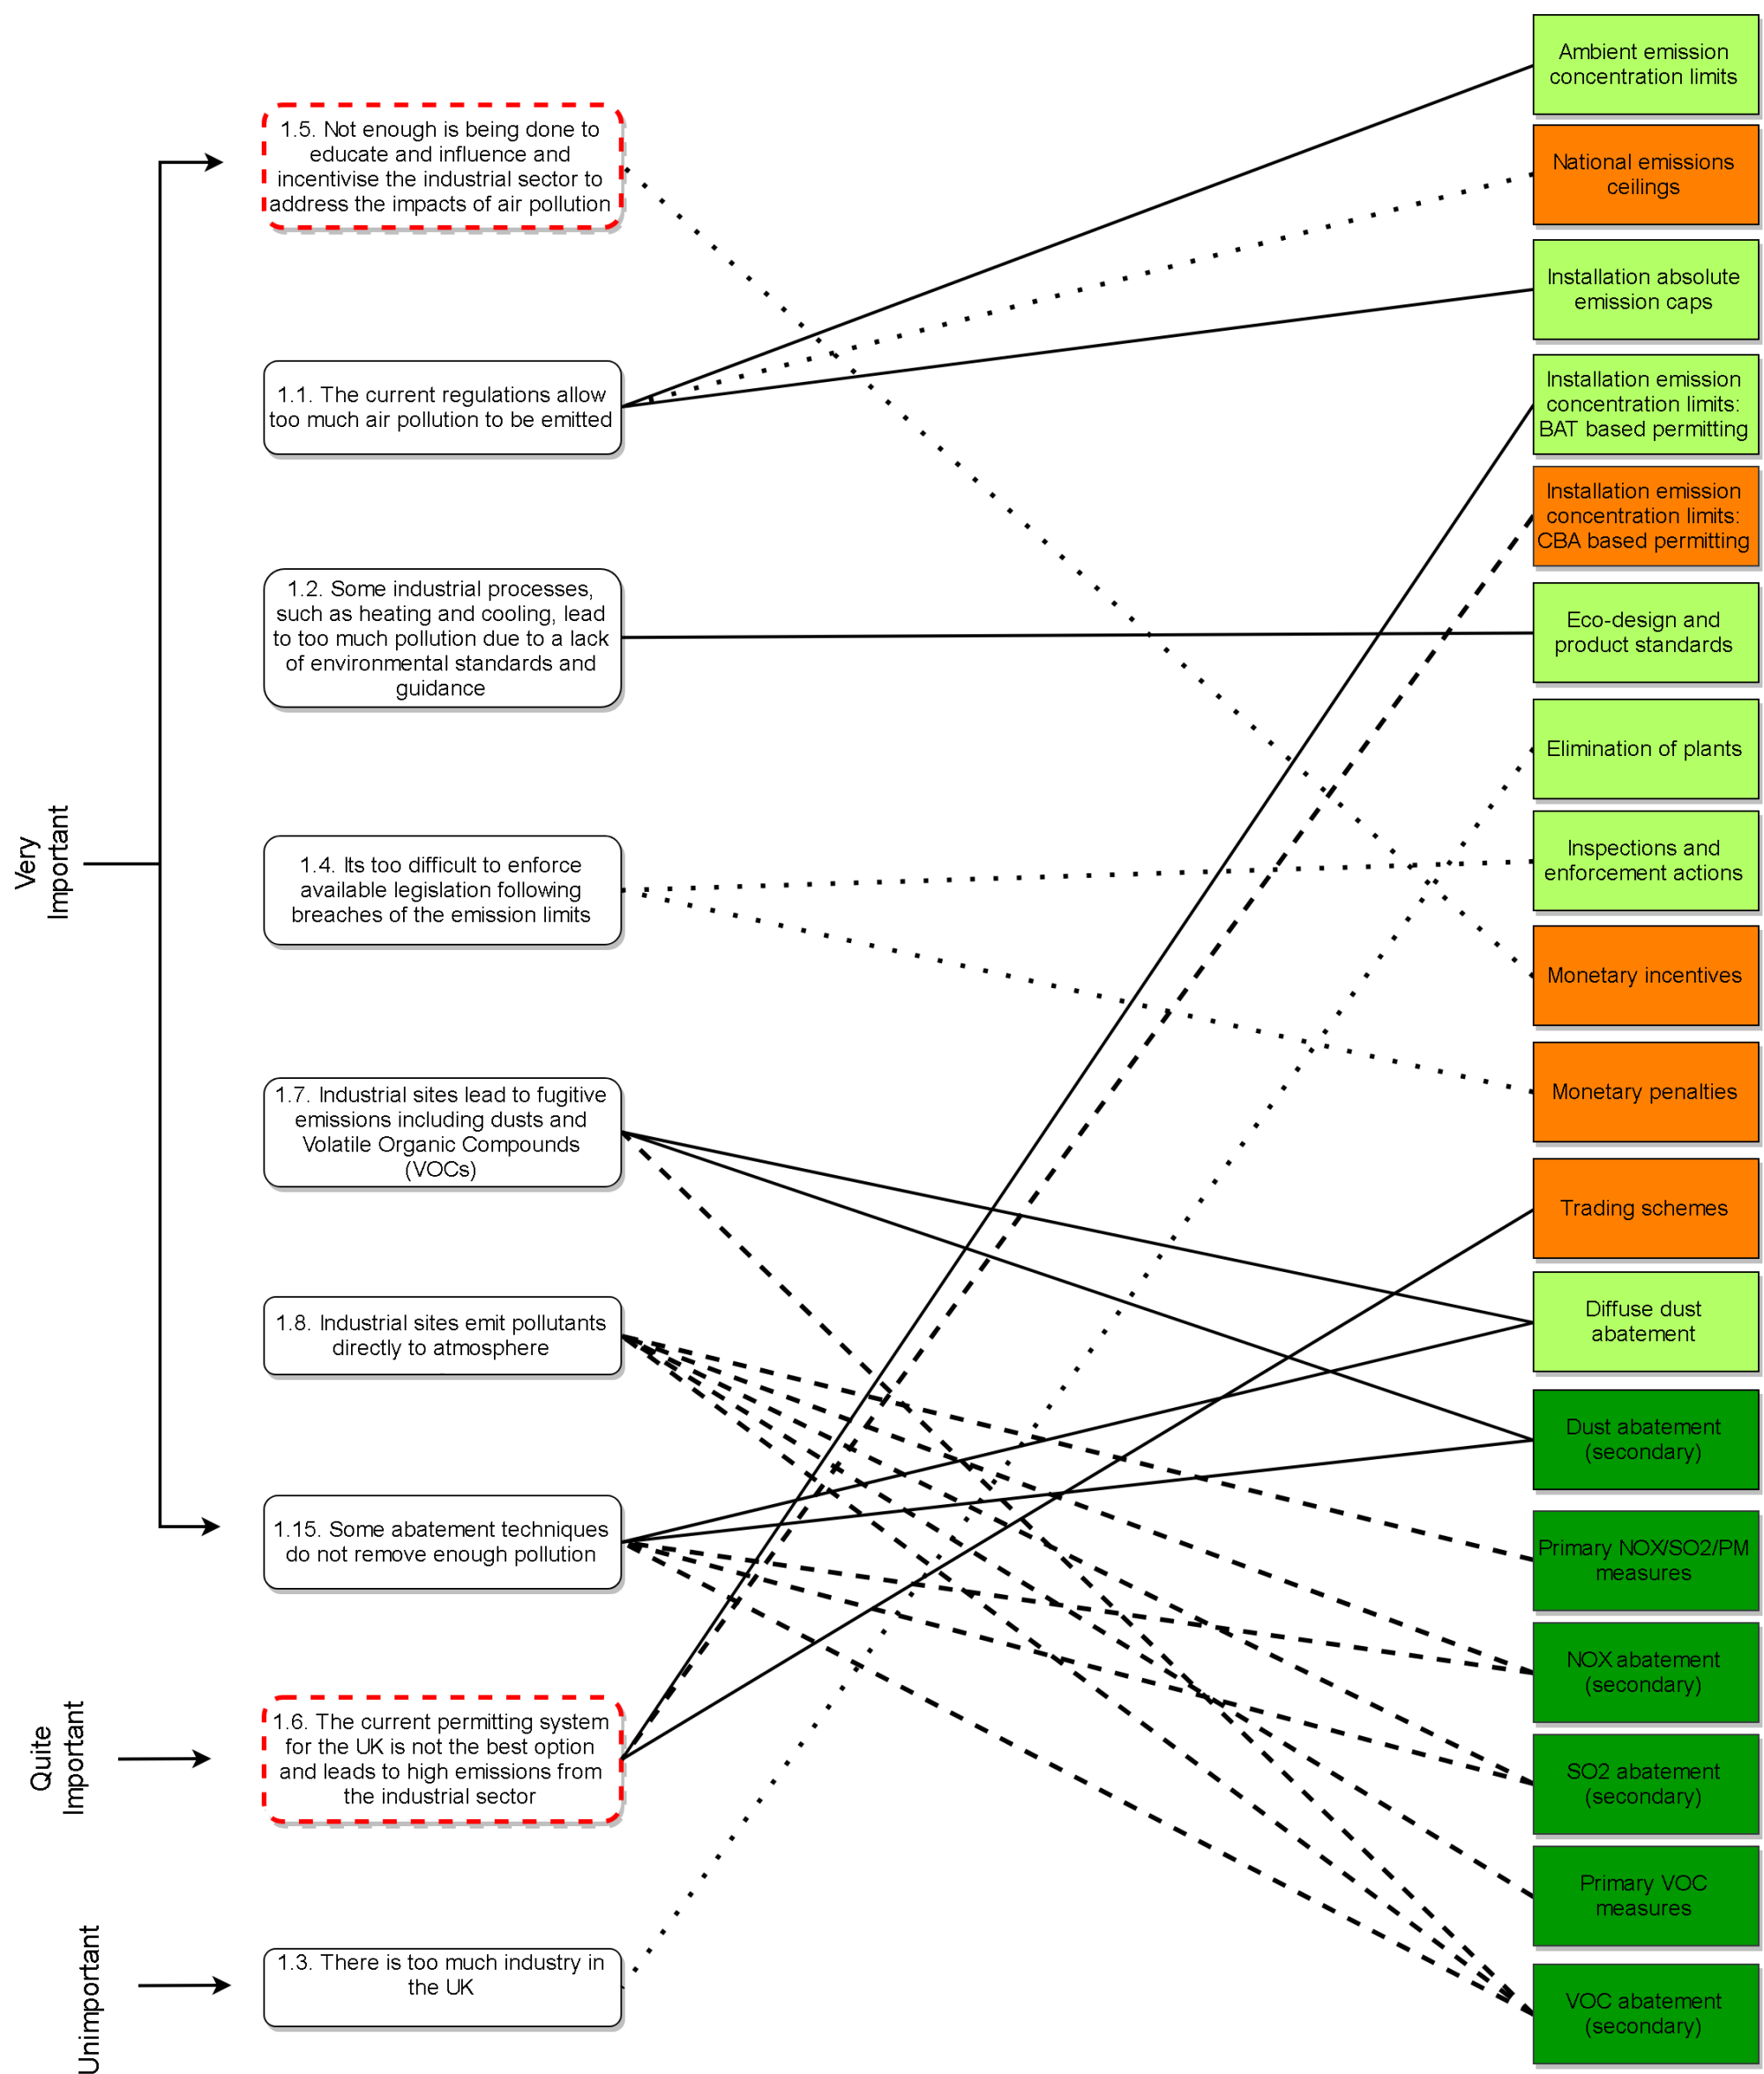 Very
Important
Quite
Important
Unimportant
1.5. Not enough is being done to
educate and influence and
incentivise the industrial sector to
address the impacts of air pollution
1.1. The current regulations allow
too much air pollution to be emitted
1.2. Some industrial processes,
such as heating and cooling, lead
to too much pollution due to a lack
of environmental standards and
guidance
1.4. Its too difficult to enforce
available legislation following
breaches of the emission limits
1.7. Industrial sites lead to fugitive
emissions including dusts and
Volatile Organic Compounds
(VOCs)
1.8. Industrial sites emit pollutants
directly to atmosphere
1.15. Some abatement techniques
do not remove enough pollution
1.6. The current permitting system
for the UK is not the best option
and leads to high emissions from
the industrial sector
1.3. There is too much industry in
the UK
Ambient emission
concentration limits
National emissions
ceilings
Installation absolute
emission caps
Installation emission
concentration limits:
BAT based permitting
Installation emission
concentration limits:
CBA based permitting
Eco-design and
product standards
Elimination of plants
Inspections and
enforcement actions
Monetary incentives
Monetary penalties
Trading schemes
Diffuse dust
abatement
Dust abatement
(secondary)
Primary NOX/SO2/PM
measures
NOX abatement
(secondary)
SO2 abatement
(secondary)
Primary VOC
measures
VOC abatement
(secondary)